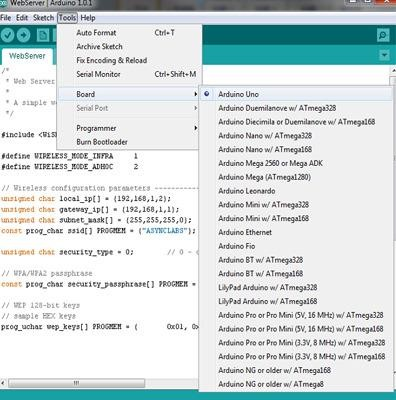 WebServer | Arduino 1.0.1
File Edit Sketch Tools Help
Auto Format Ctrl+T
Archive Sketch
Fix Encoding & Reload
Serial Monitor Ctrl+Shift+M
Board
Serial Port
Programmer
Burn Bootloader
WebServer
/*
* Web Server
*
* A simple w
#include <WiS
#define WIRELESS_MODE_INFRA 1
#define WIRELESS_MODE_ADHOC 2
// Wireless configuration parameters ----------
unsigned char local_ip[] = {192,168,1,2};
unsigned char gateway_ip[] = {192,168,1,1};
unsigned char subnet_mask[] = {255,255,255,0};
const prog_char ssid[] PROGMEM = {"ASYNCLABS"};
unsigned char security_type = 0; // 0 - o
// WPA/WPA2 passphrase
const prog_char security_passphrase[] PROGMEM =
// WEP 128-bit keys
// sample HEX keys
prog_uchar wep_keys[] PROGMEM = { 0x01, 0x
Arduino Uno
Arduino Duemilanove w/ ATmega328
Arduino Diecimila or Duemilanove w/ ATmega168
Arduino Nano w/ ATmega328
Arduino Nano w/ ATmega168
Arduino Mega 2560 or Mega ADK
Arduino Mega (ATmega1280)
Arduino Leonardo
Arduino Mini w/ ATmega328
Arduino Mini w/ ATmega168
Arduino Ethernet
Arduino Fio
Arduino BT w/ ATmega328
Arduino BT w/ ATmega168
LilyPad Arduino w/ ATmega328
LilyPad Arduino w/ ATmega168
Arduino Pro or Pro Mini (5V, 16 MHz) w/ ATmega328
Arduino Pro or Pro Mini (5V, 16 MHz) w/ ATmega168
Arduino Pro or Pro Mini (3.3V, 8 MHz) w/ ATmega328
Arduino Pro or Pro Mini (3.3V, 8 MHz) w/ ATmega168
Arduino NG or older w/ ATmega168
Arduino NG or older w/ ATmega8